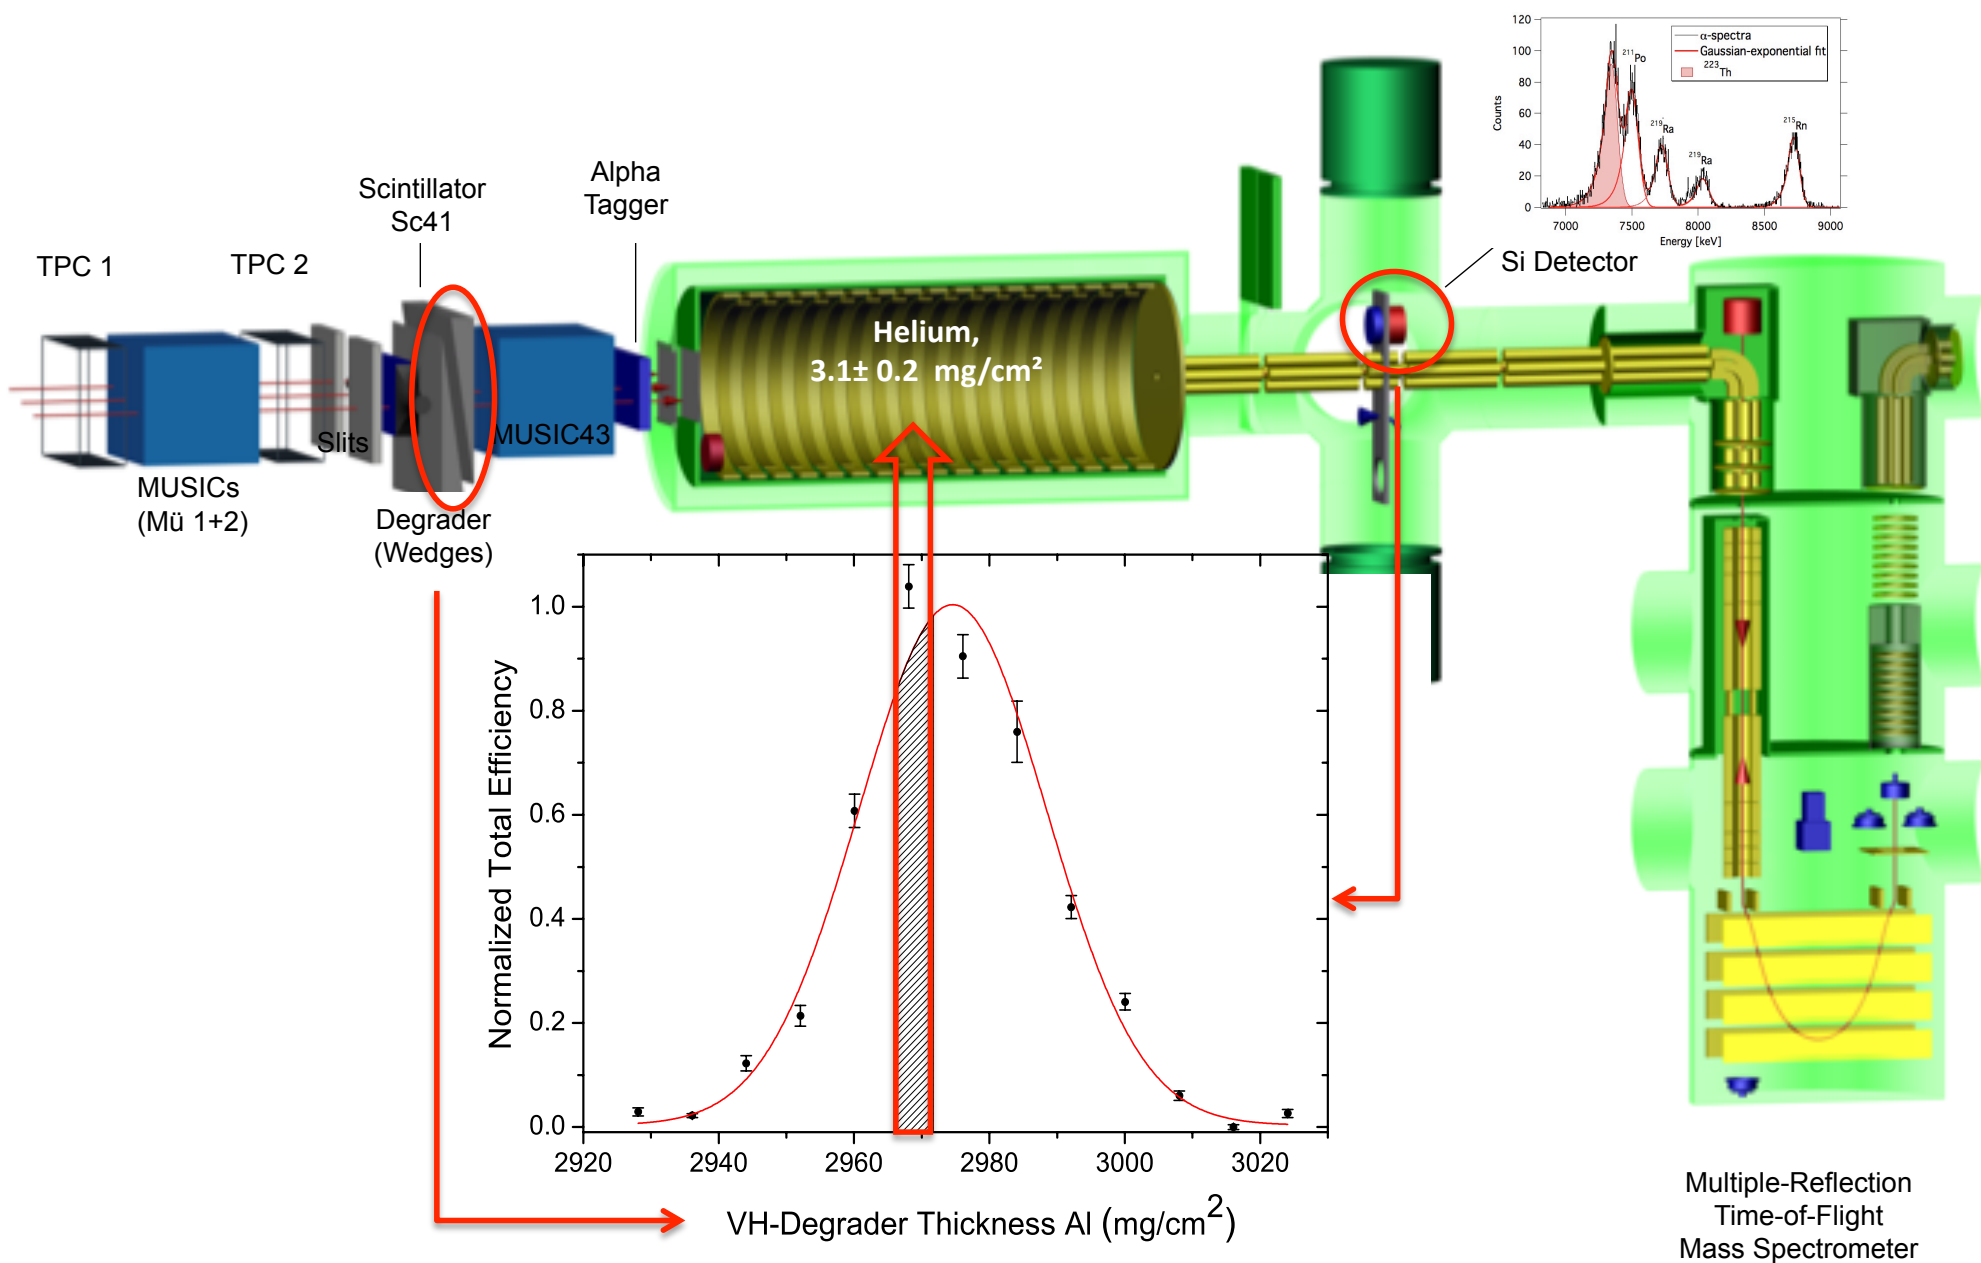 120
100
80
60
40
20
0
Counts
α-spectra
Gaussian-exponential fit
²²³Th
²¹¹Po
²¹⁹Ra
²¹⁹Ra
²¹⁵Rn
7000 7500 8000 8500 9000
Energy [keV]
Si Detector
Alpha
Tagger
Scintillator
Sc41
TPC 1
TPC 2
Helium,
3.1± 0.2 mg/cm²
Slits
MUSIC43
MUSICs
(Mü 1+2)
Degrader
(Wedges)
Normalized Total Efficiency
1.0
0.8
0.6
0.4
0.2
0.0
2920 2940 2960 2980 3000 3020
VH-Degrader Thickness Al (mg/cm²)
Multiple-Reflection
Time-of-Flight
Mass Spectrometer